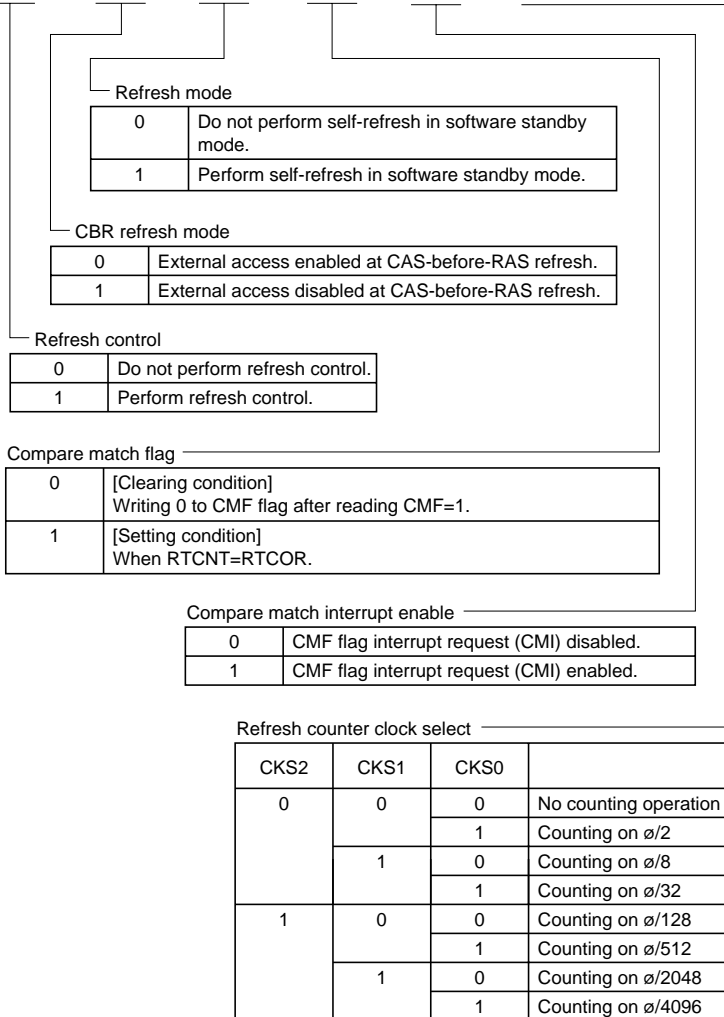 Refresh mode
0 Do not perform self-refresh in software standby
mode.
1 Perform self-refresh in software standby mode.
CBR refresh mode
0 External access enabled at CAS-before-RAS refresh.
1 External access disabled at CAS-before-RAS refresh.
Refresh control
0 Do not perform refresh control.
1 Perform refresh control.
Compare match flag
0 [Clearing condition]
Writing 0 to CMF flag after reading CMF=1.
1 [Setting condition]
When RTCNT=RTCOR.
Compare match interrupt enable
0 CMF flag interrupt request (CMI) disabled.
1 CMF flag interrupt request (CMI) enabled.
Refresh counter clock select
CKS2 CKS1 CKS0
0 0 0 No counting operation
1 Counting on ø/2
1 0 Counting on ø/8
1 Counting on ø/32
1 0 0 Counting on ø/128
1 Counting on ø/512
1 0 Counting on ø/2048
1 Counting on ø/4096